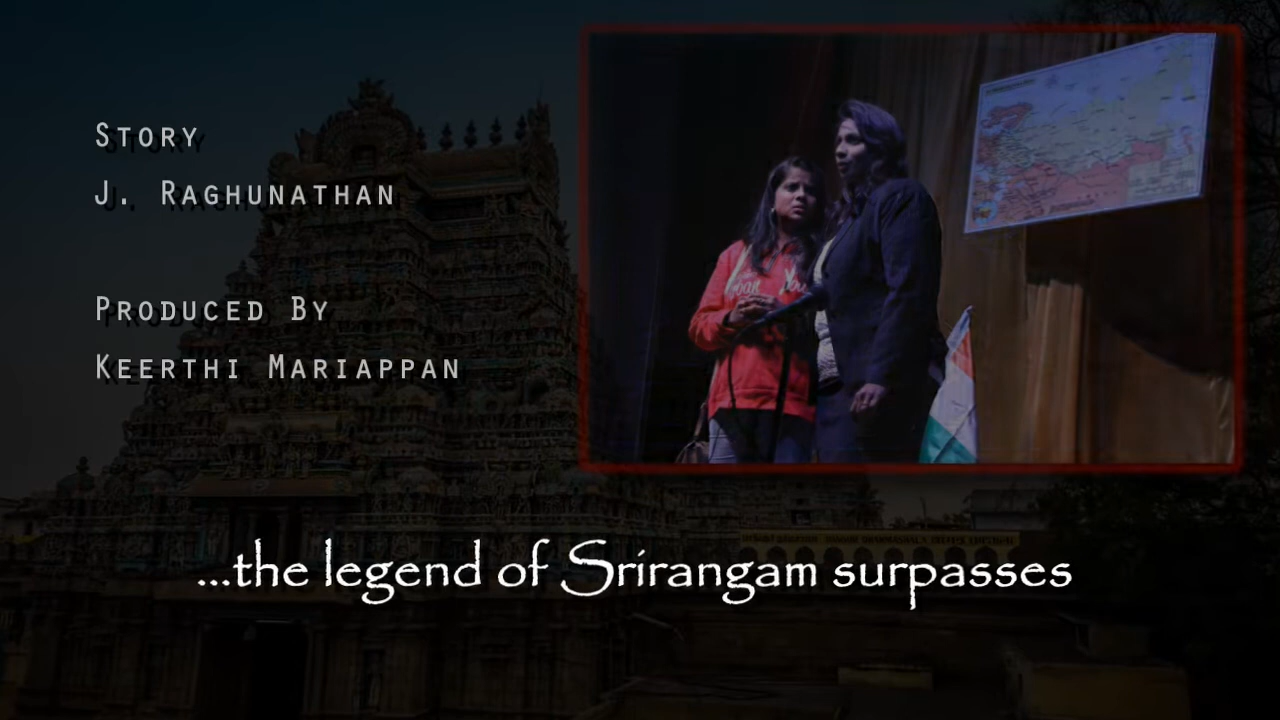 STORY
J. RAGHUNATHAN
PRODUCED BY
KEERTHI MARIAPPAN
...the legend of Srirangam surpasses